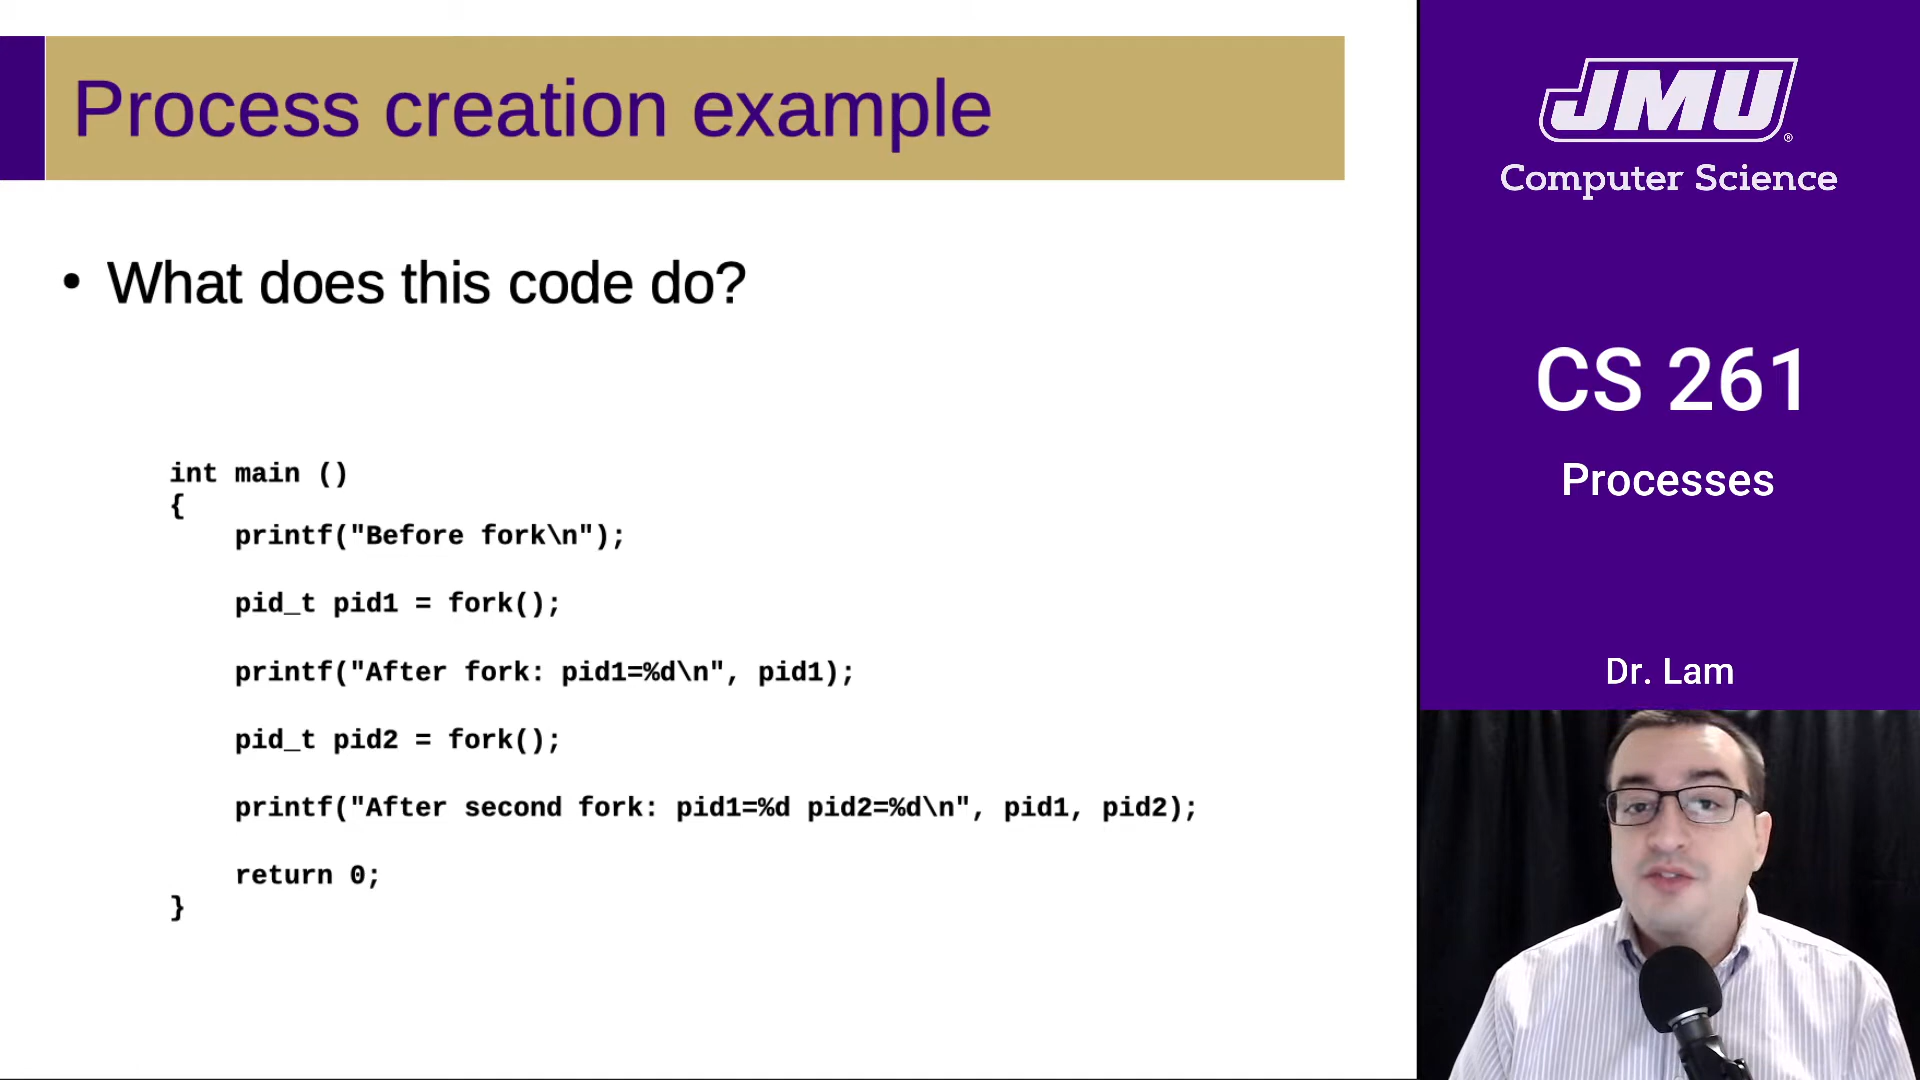 Process creation example
• What does this code do?
int main ()
{
    printf("Before fork\n");
    pid_t pid1 = fork();
    printf("After fork: pid1=%d\n", pid1);
    pid_t pid2 = fork();
    printf("After second fork: pid1=%d pid2=%d\n", pid1, pid2);
    return 0;
}
JMU®
Computer Science
CS 261
Processes
Dr. Lam